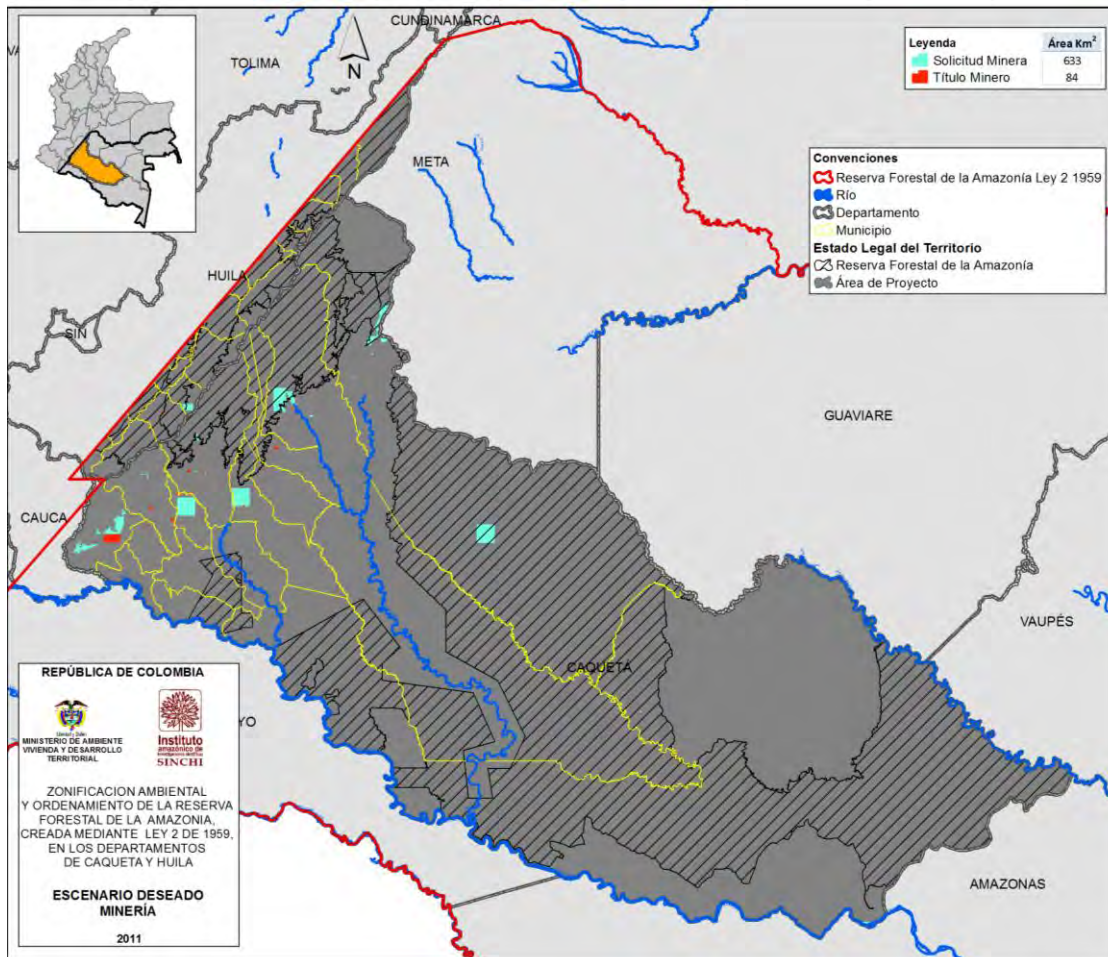 CUNDINAMARCA
VA
TOLIMA
N
META
HUILA
SIN
CAUCA
GUAVIARE
VAUPÉS
CAQUETÁ
YO
AMAZONAS
Leyenda Área Km²
Solicitud Minera 633
Título Minero 84
Convenciones
Reserva Forestal de la Amazonía Ley 2 1959
Río
Departamento
Municipio
Estado Legal del Territorio
Reserva Forestal de la Amazonía
Área de Proyecto
REPÚBLICA DE COLOMBIA
MINISTERIO DE AMBIENTE
VIVIENDA Y DESARROLLO
TERRITORIAL
Instituto
amazónico de
SINCHI
ZONIFICACION AMBIENTAL
Y ORDENAMIENTO DE LA RESERVA
FORESTAL DE LA AMAZONIA,
CREADA MEDIANTE LEY 2 DE 1959,
EN LOS DEPARTAMENTOS
DE CAQUETA Y HUILA
ESCENARIO DESEADO
MINERÍA
2011